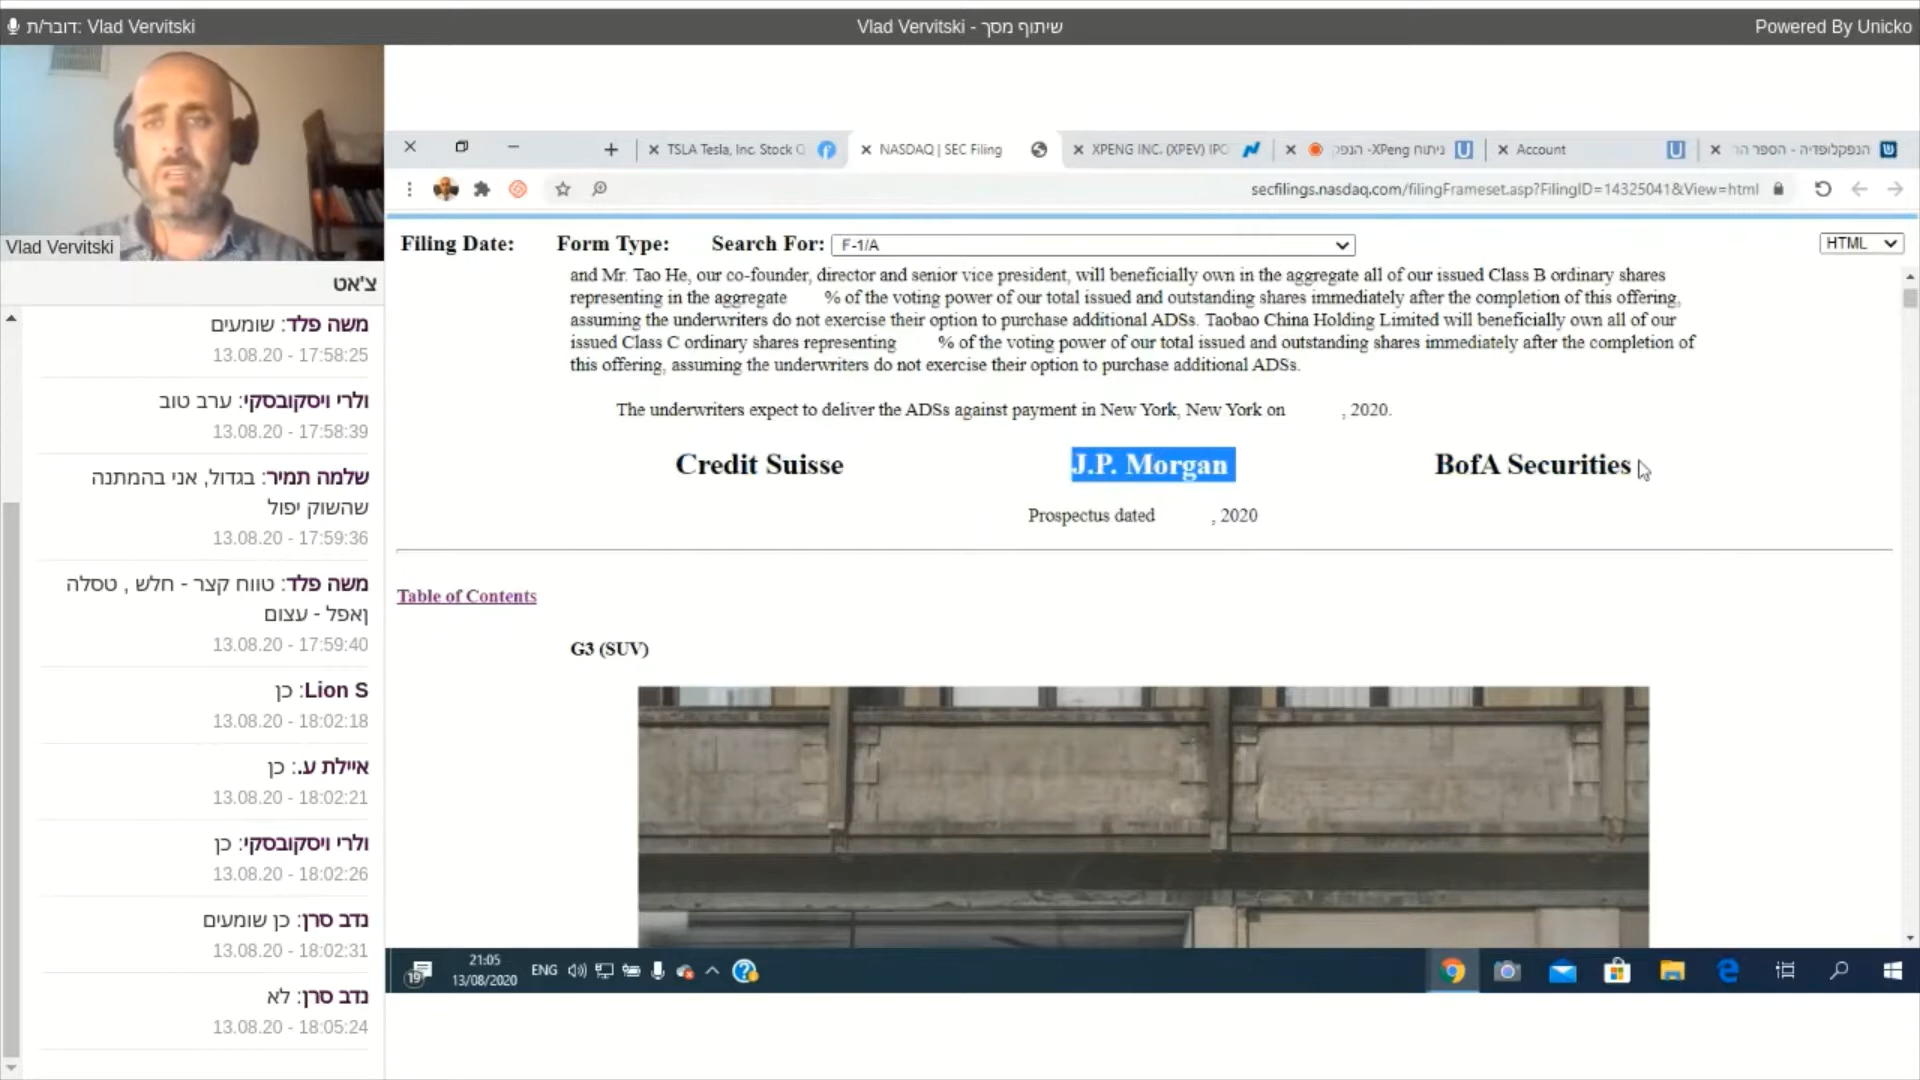 דובר/ת: Vlad Vervitski
Vlad Vervitski - שיתוף מסך
Powered By Unicko
Vlad Vervitski
צ'אט
משה פלד: שומעים
13.08.20 - 17:58:25
ולרי ויסקובסקי: ערב טוב
13.08.20 - 17:58:39
שלמה תמיר: בגדול, אני בהמתנה
שהשוק יפול
13.08.20 - 17:59:36
משה פלד: טווח קצר - חלש , טסלה
ןאפל - עצום
13.08.20 - 17:59:40
Lion S: כן
13.08.20 - 18:02:18
איילת ע.: כן
13.08.20 - 18:02:21
ולרי ויסקובסקי: כן
13.08.20 - 18:02:26
נדב סרן: כן שומעים
13.08.20 - 18:02:31
נדב סרן: לא
13.08.20 - 18:05:24
TSLA Tesla, Inc. Stock
NASDAQ | SEC Filing
XPENG INC. (XPEV) IPO
ניתוח XPeng- הנפק
Account
הנפקלופדיה - הספר
secfilings.nasdaq.com/filingFrameset.asp?FilingID=14325041&View=html
Filing Date:
Form Type:
Search For:
F-1/A
HTML
and Mr. Tao He, our co-founder, director and senior vice president, will beneficially own in the aggregate all of our issued Class B ordinary shares
representing in the aggregate % of the voting power of our total issued and outstanding shares immediately after the completion of this offering,
assuming the underwriters do not exercise their option to purchase additional ADSs. Taobao China Holding Limited will beneficially own all of our
issued Class C ordinary shares representing % of the voting power of our total issued and outstanding shares immediately after the completion of
this offering, assuming the underwriters do not exercise their option to purchase additional ADSs.
The underwriters expect to deliver the ADSs against payment in New York, New York on , 2020.
Credit Suisse
J.P. Morgan
BofA Securities
Prospectus dated , 2020
Table of Contents
G3 (SUV)
19
21:05
13/08/2020
ENG